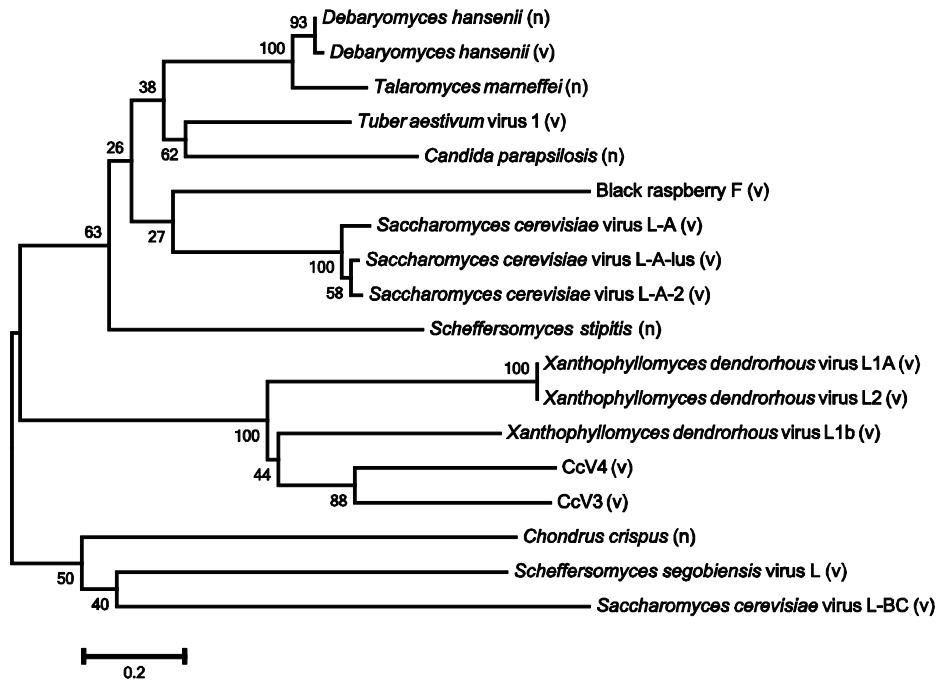 93 Debaryomyces hansenii (n)
100 Debaryomyces hansenii (v)
38 Talaromyces marneffei (n)
Tuber aestivum virus 1 (v)
26 62 Candida parapsilosis (n)
Black raspberry F (v)
63 27 Saccharomyces cerevisiae virus L-A (v)
100 Saccharomyces cerevisiae virus L-A-lus (v)
58 Saccharomyces cerevisiae virus L-A-2 (v)
Scheffersomyces stipitis (n)
100 Xanthophyllomyces dendrorhous virus L1A (v)
Xanthophyllomyces dendrorhous virus L2 (v)
100 Xanthophyllomyces dendrorhous virus L1b (v)
44 CcV4 (v)
88 CcV3 (v)
Chondrus crispus (n)
50 Scheffersomyces segobiensis virus L (v)
40 Saccharomyces cerevisiae virus L-BC (v)
0.2